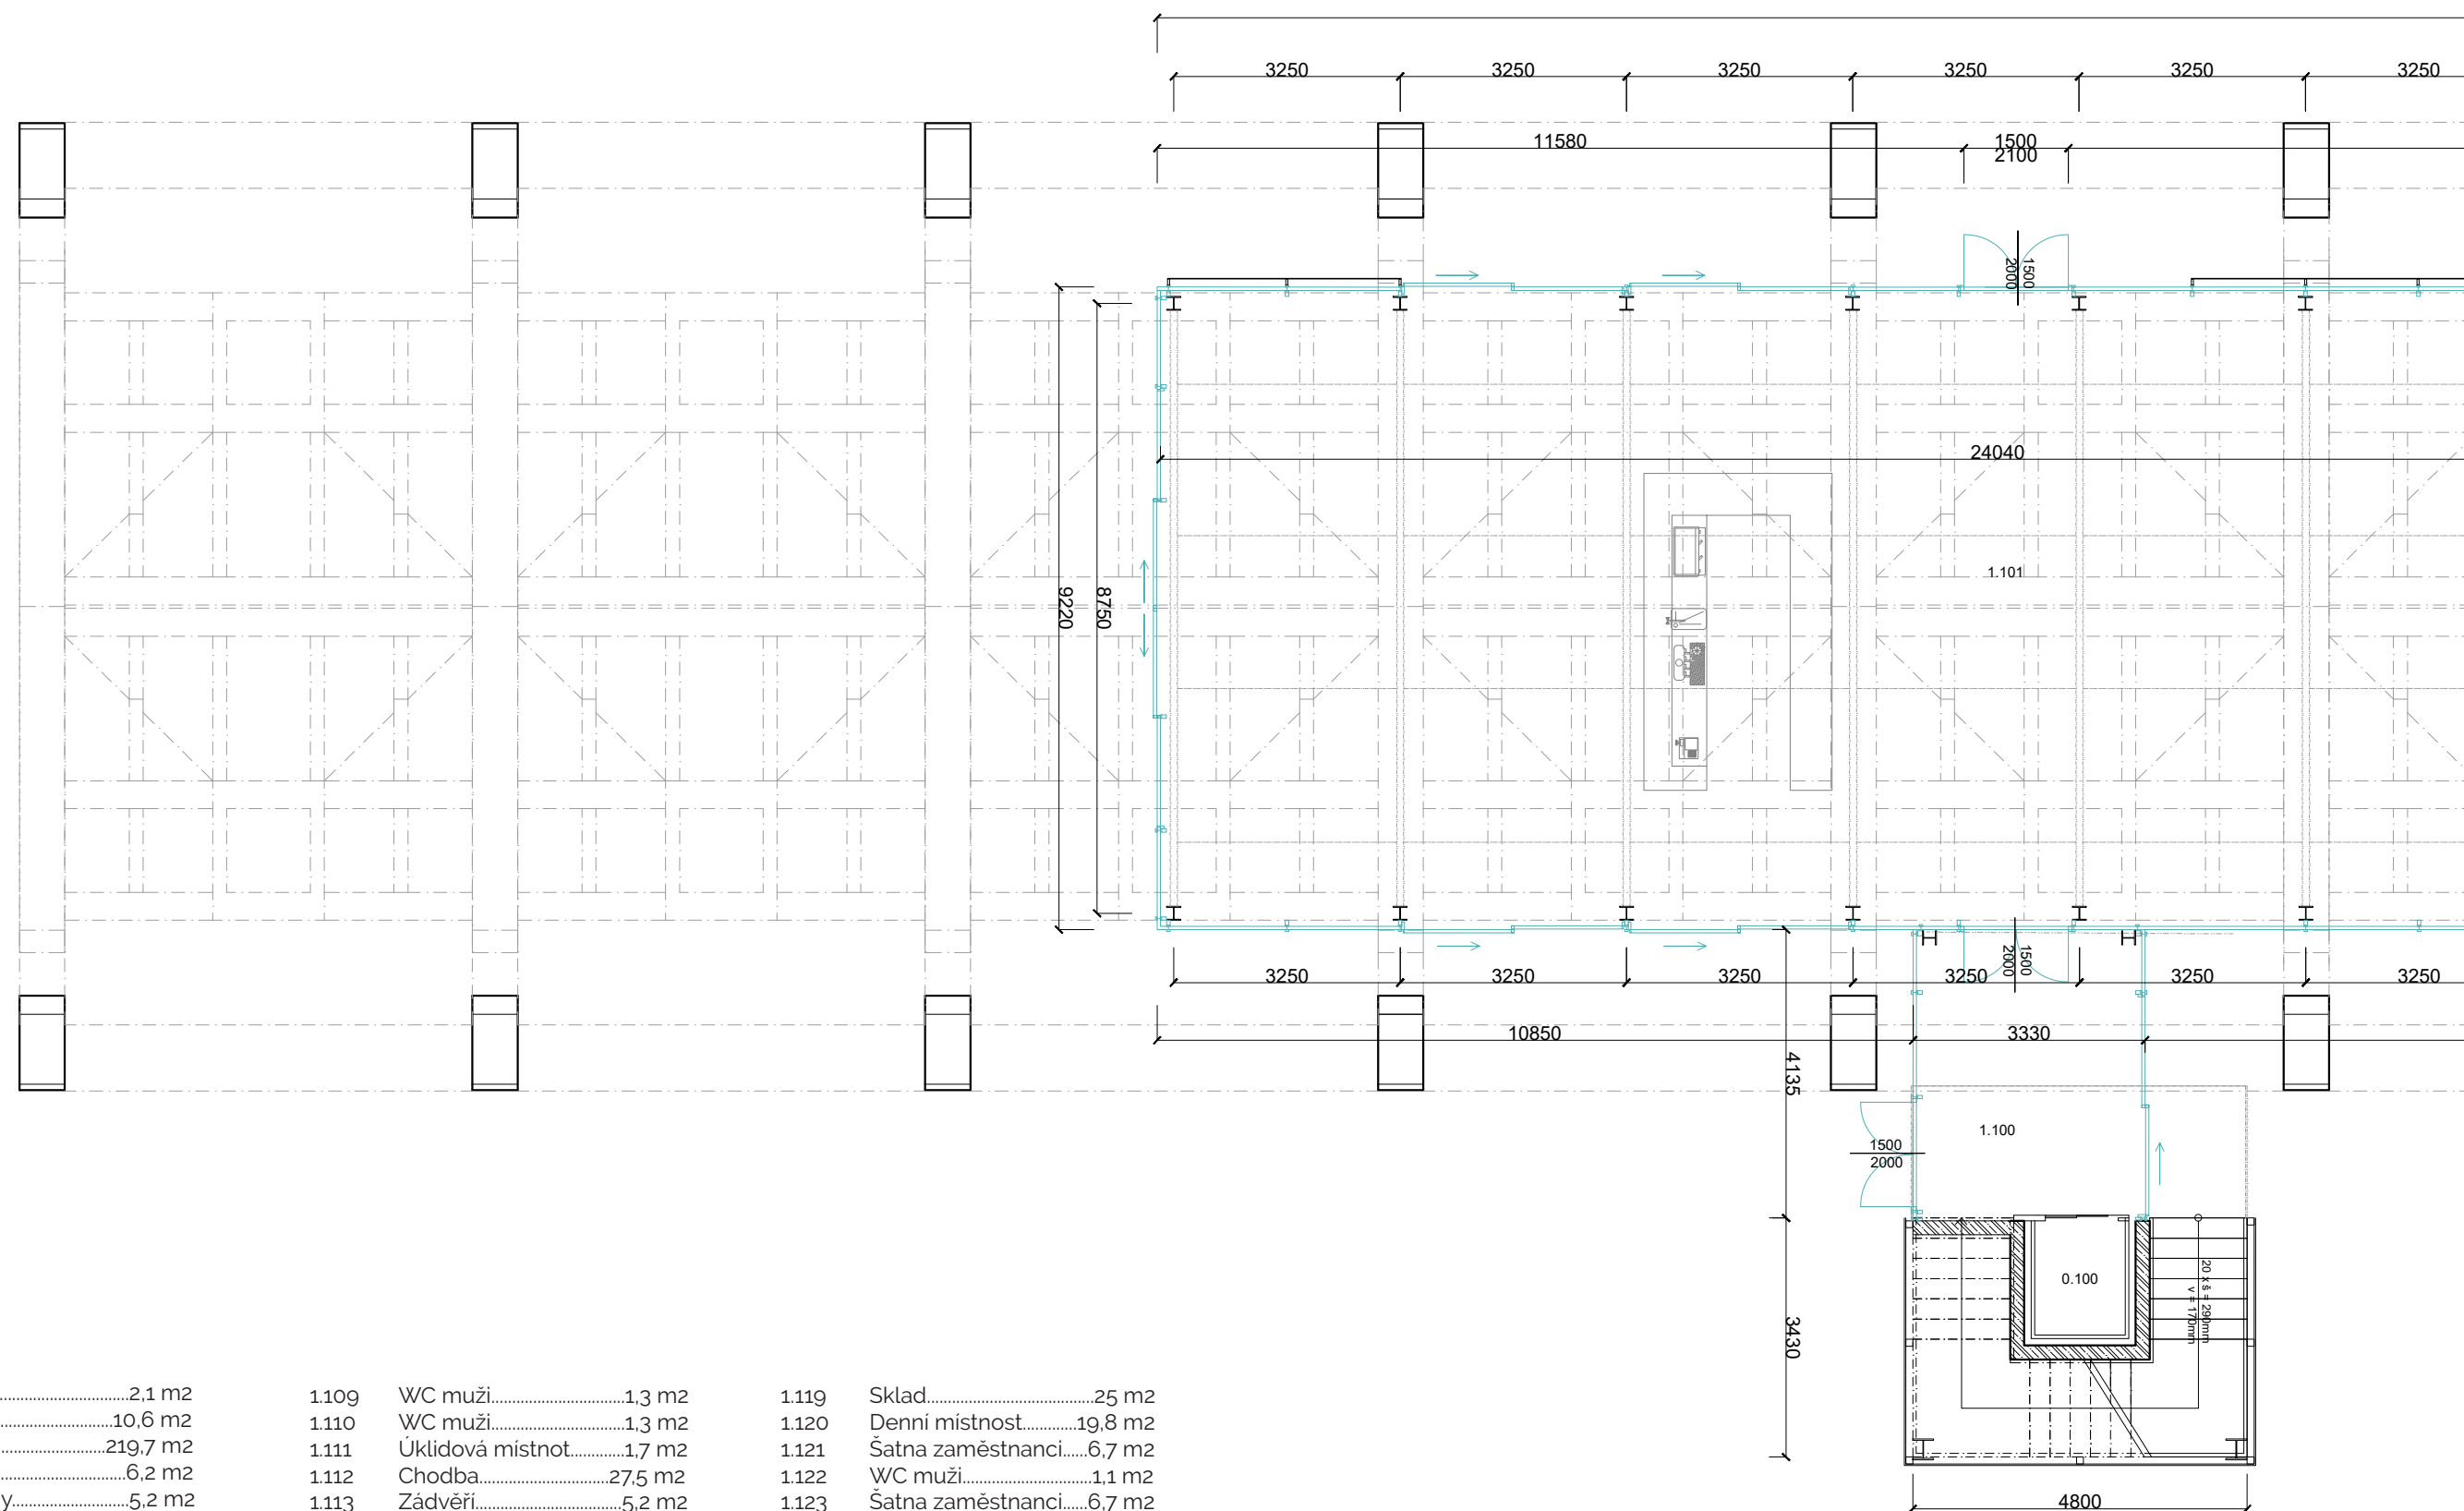 3250 3250 3250 3250 3250 3250
11580 1500
2100
1500
2000
24040
1.101
9220
8750
3250 3250 3250 3250 3250 3250
1500
2000
10850 3330
4135
1.100
1500
2000
0.100
20 x š = 290mm
v = 170mm
3430
4800
2,1 m2
10,6 m2
219,7 m2
6,2 m2
y 5,2 m2
1.109 WC muži 1,3 m2
1.110 WC muži 1,3 m2
1.111 Úklidová místnot 1,7 m2
1.112 Chodba 27,5 m2
1.113 Zádvěří 5,2 m2
1.119 Sklad 25 m2
1.120 Denní místnost 19,8 m2
1.121 Šatna zaměstnanci 6,7 m2
1.122 WC muži 1,1 m2
1.123 Šatna zaměstnanci 6,7 m2